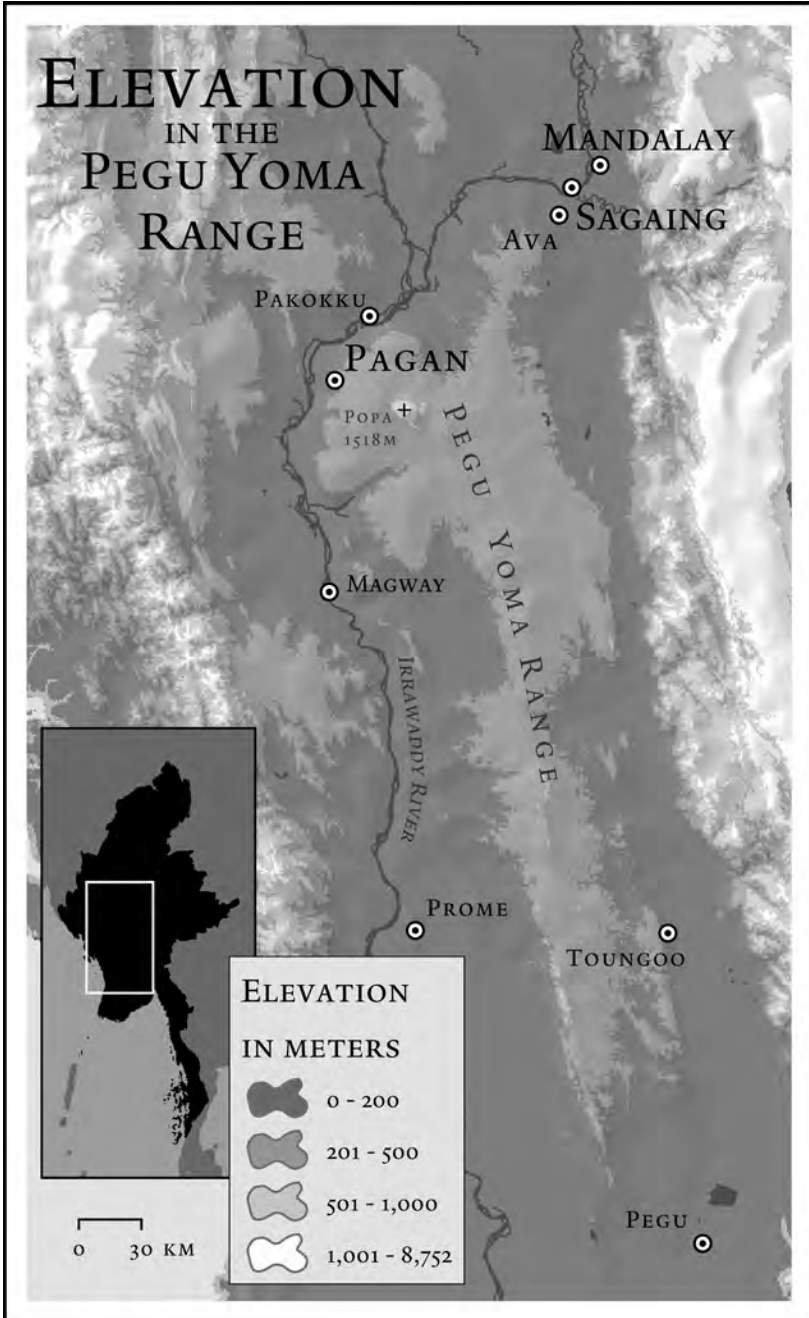 ELEVATION
IN THE
PEGU YOMA
RANGE
MANDALAY
SAGAING
AVA
PAKOKKU
PAGAN
POPA
1518M
PEGU YOMA RANGE
MAGWAY
IRRAWADDY RIVER
PROME
TOUNGOO
ELEVATION
IN METERS
0 - 200
201 - 500
501 - 1,000
1,001 - 8,752
0 30 KM
PEGU